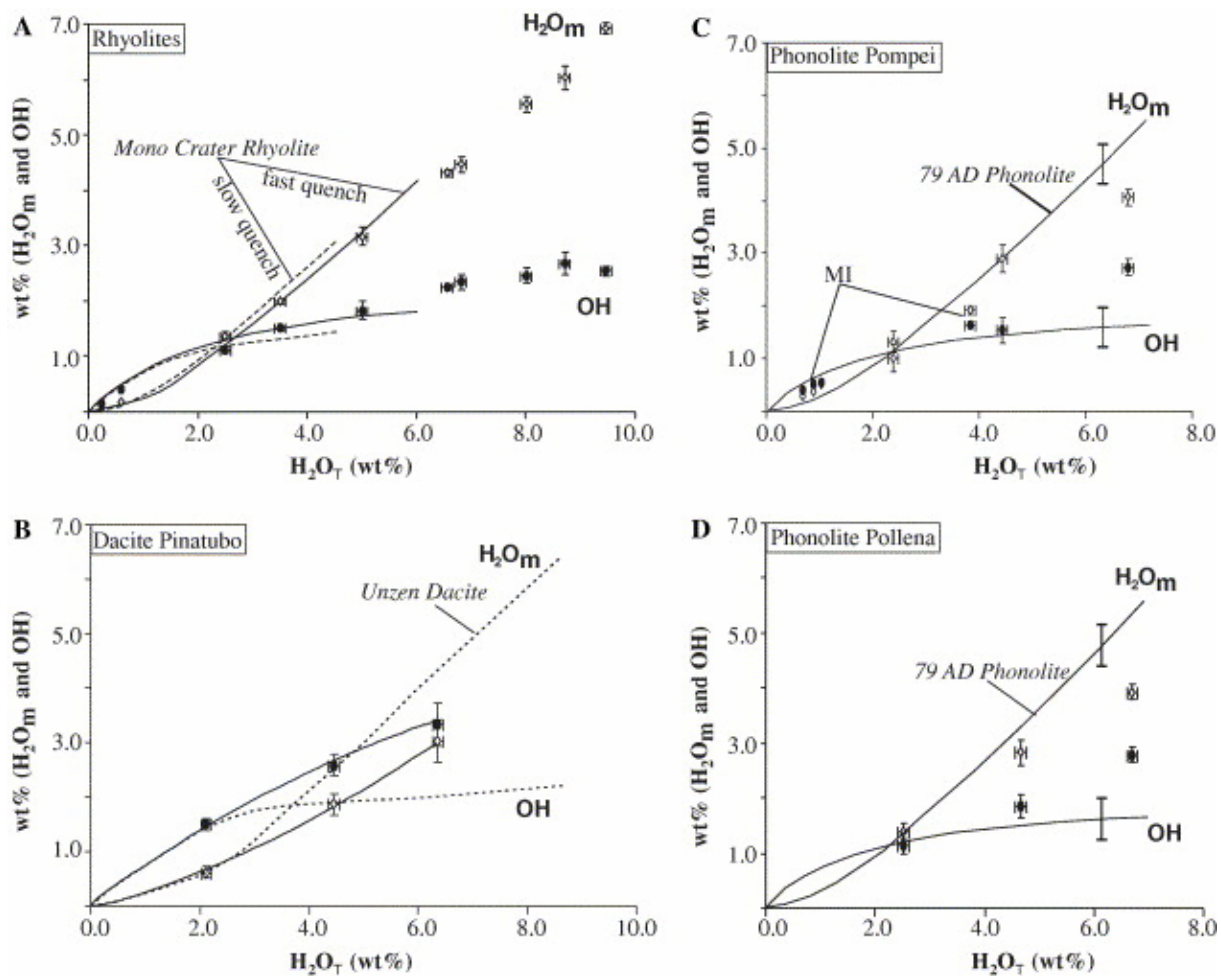 A
Rhyolites
H₂Oₘ
7.0
5.0
3.0
1.0
wt% (H₂Oₘ and OH)
Mono Crater Rhyolite
fast quench
slow quench
OH
0.0 2.0 4.0 6.0 8.0 10.0
H₂O_T (wt%)
C
Phonolite Pompei
H₂Oₘ
7.0
5.0
3.0
1.0
wt% (H₂Oₘ and OH)
79 AD Phonolite
MI
OH
0.0 2.0 4.0 6.0 8.0
H₂O_T (wt%)
B
Dacite Pinatubo
H₂Oₘ
7.0
5.0
3.0
1.0
wt% (H₂Oₘ and OH)
Unzen Dacite
OH
0.0 2.0 4.0 6.0 8.0 10.0
H₂O_T (wt%)
D
Phonolite Pollena
H₂Oₘ
7.0
5.0
3.0
1.0
wt% (H₂Oₘ and OH)
79 AD Phonolite
OH
0.0 2.0 4.0 6.0 8.0
H₂O_T (wt%)